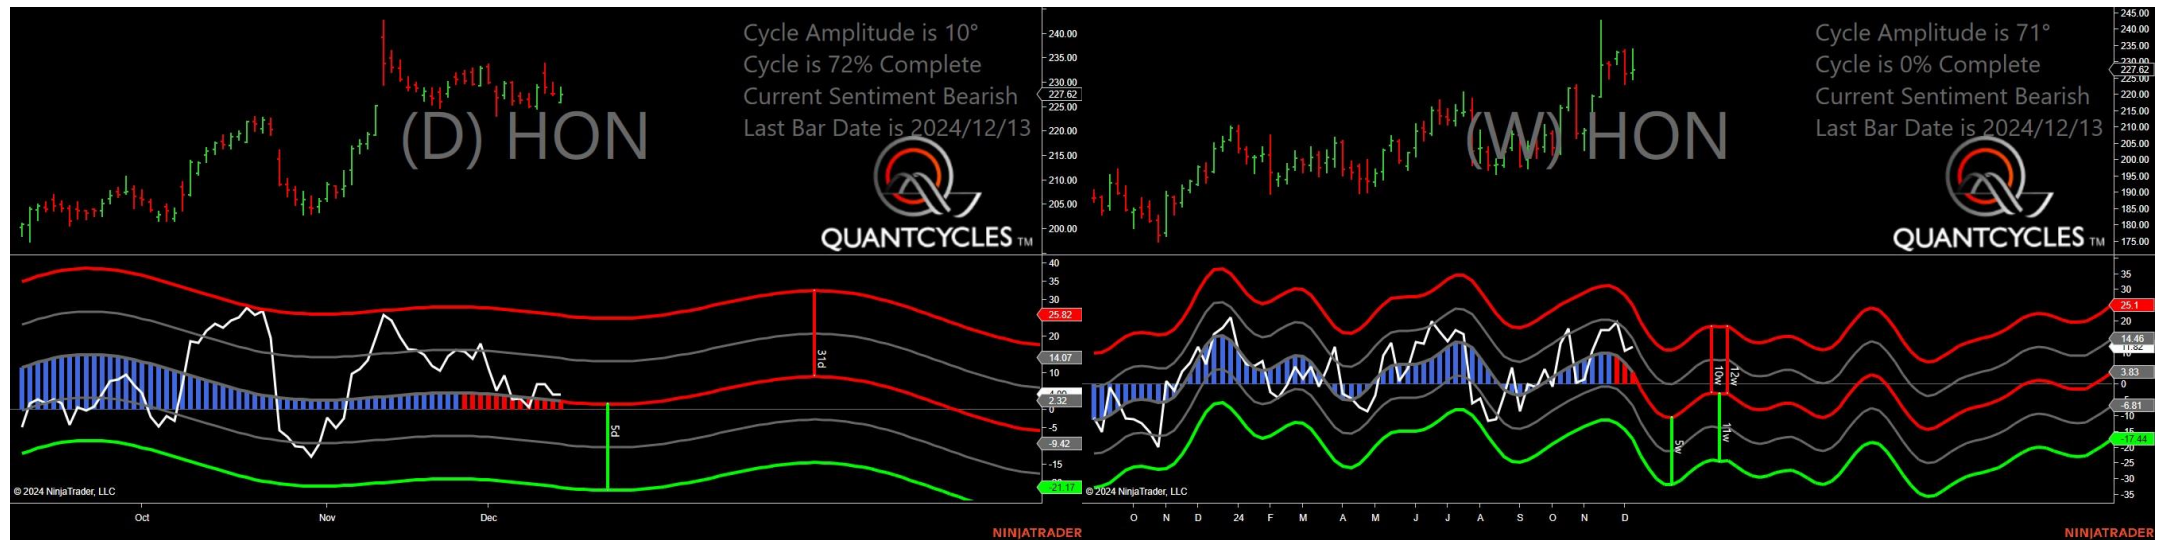 Cycle Amplitude is 10°
Cycle is 72% Complete
Current Sentiment Bearish
Last Bar Date is 2024/12/13
(D) HON
QUANTCYCLES TM
240.00
235.00
230.00
227.62
225.00
220.00
215.00
210.00
205.00
200.00
40
35
30
25.82
20
14.07
10
2.32
0
-5
-9.42
-15
-21.17
31d
5d
© 2024 NinjaTrader, LLC
Oct Nov Dec
NINJATRADER
Cycle Amplitude is 71°
Cycle is 0% Complete
Current Sentiment Bearish
Last Bar Date is 2024/12/13
(W) HON
QUANTCYCLES TM
245.00
240.00
235.00
230.00
227.62
225.00
220.00
215.00
210.00
205.00
200.00
195.00
190.00
185.00
180.00
175.00
35
30
25.1
20
14.46
11.82
10
3.83
0
-5
-6.81
-10
-15
-17.44
-20
-25
-30
-35
10w 12w
5w 11w
© 2024 NinjaTrader, LLC
O N D 24 F M A M J J A S O N D
NINJATRADER